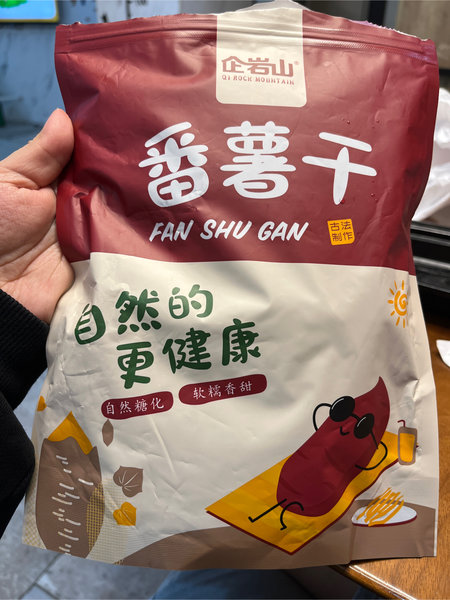 企岩山®
QI ROCK MOUNTAIN
番薯干
FAN SHU GAN
古法
制作
自然的
更健康
自然糖化
软糯香甜